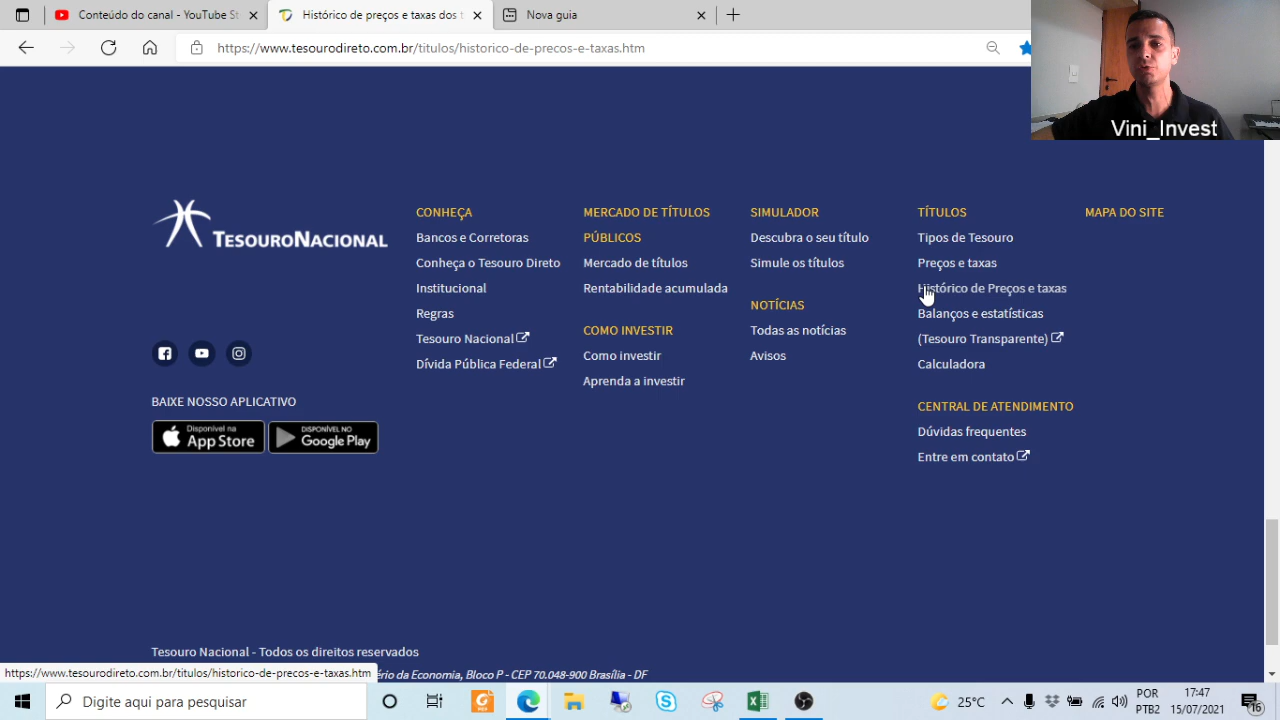 Conteúdo do canal - YouTube St
Histórico de preços e taxas dos t
Nova guia
https://www.tesourodireto.com.br/titulos/historico-de-precos-e-taxas.htm
Vini_Invest
TESOURONACIONAL
BAIXE NOSSO APLICATIVO
Disponível na
App Store
DISPONÍVEL NO
Google Play
CONHEÇA
Bancos e Corretoras
Conheça o Tesouro Direto
Institucional
Regras
Tesouro Nacional
Dívida Pública Federal
MERCADO DE TÍTULOS
PÚBLICOS
Mercado de títulos
Rentabilidade acumulada
COMO INVESTIR
Como investir
Aprenda a investir
SIMULADOR
Descubra o seu título
Simule os títulos
NOTÍCIAS
Todas as notícias
Avisos
TÍTULOS
Tipos de Tesouro
Preços e taxas
Histórico de Preços e taxas
Balanços e estatísticas
(Tesouro Transparente)
Calculadora
CENTRAL DE ATENDIMENTO
Dúvidas frequentes
Entre em contato
MAPA DO SITE
Tesouro Nacional - Todos os direitos reservados
da Economia, Bloco P - CEP 70.048-900 Brasília - DF
https://www.tesourodireto.com.br/titulos/historico-de-precos-e-taxas.htm
Digite aqui para pesquisar
25°C
POR
PTB2
17:47
15/07/2021
16